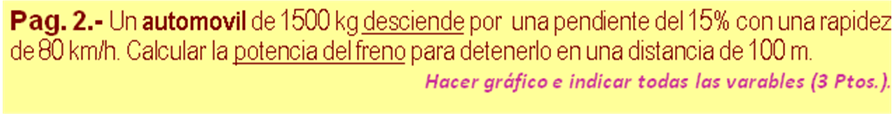 Pag. 2.- Un automovil de 1500 kg desciende por una pendiente del 15% con una rapidez
de 80 km/h. Calcular la potencia del freno para detenerlo en una distancia de 100 m.
Hacer gráfico e indicar todas las varables (3 Ptos.).